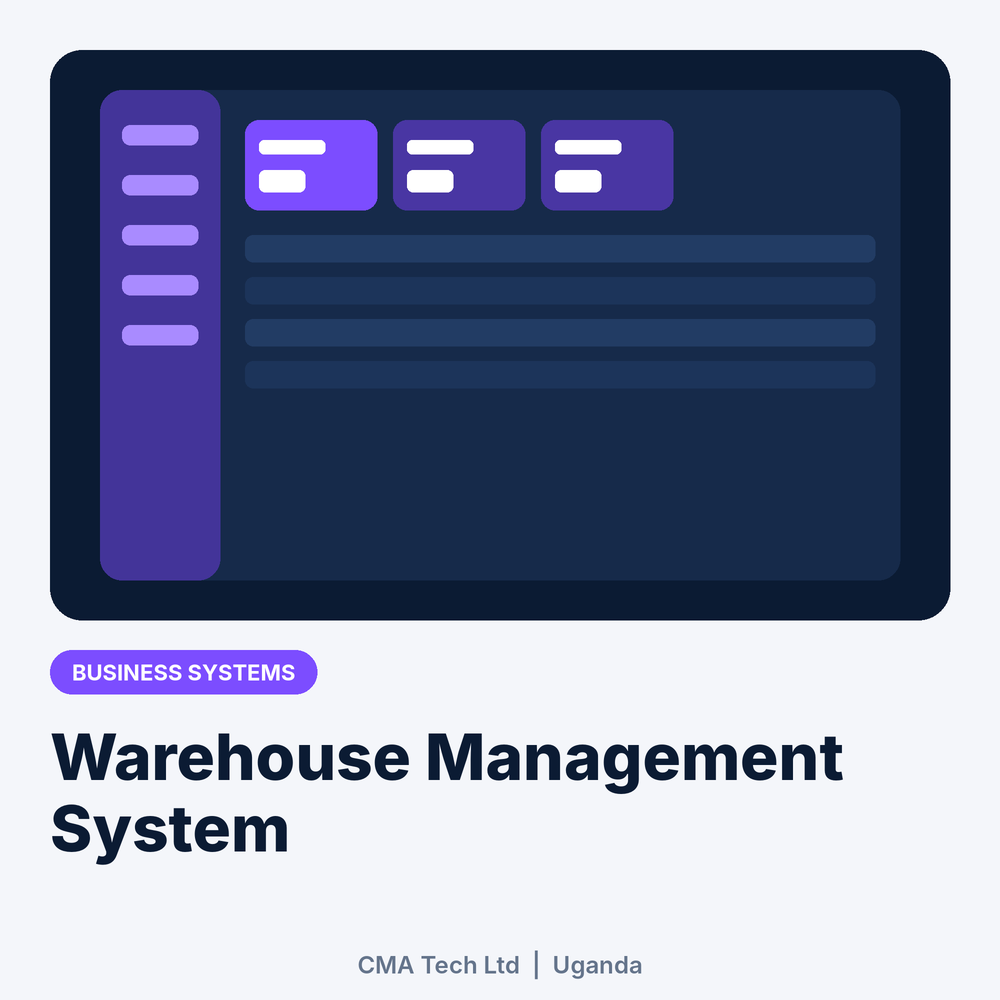 BUSINESS SYSTEMS
Warehouse Management
System
CMA Tech Ltd | Uganda